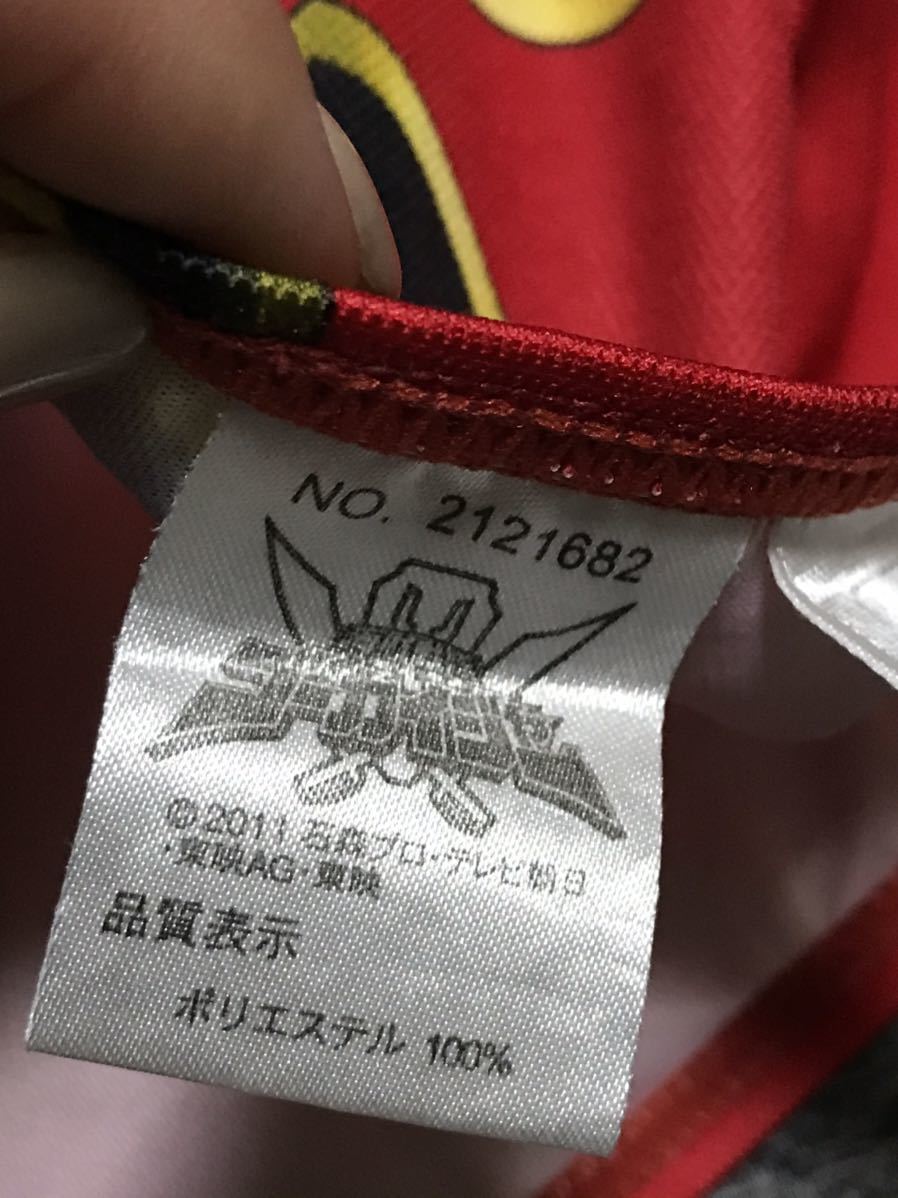 NO. 2121682
©2011 石森プロ・テレビ朝日
・東映AG・東映
品質表示
ポリエステル 100%